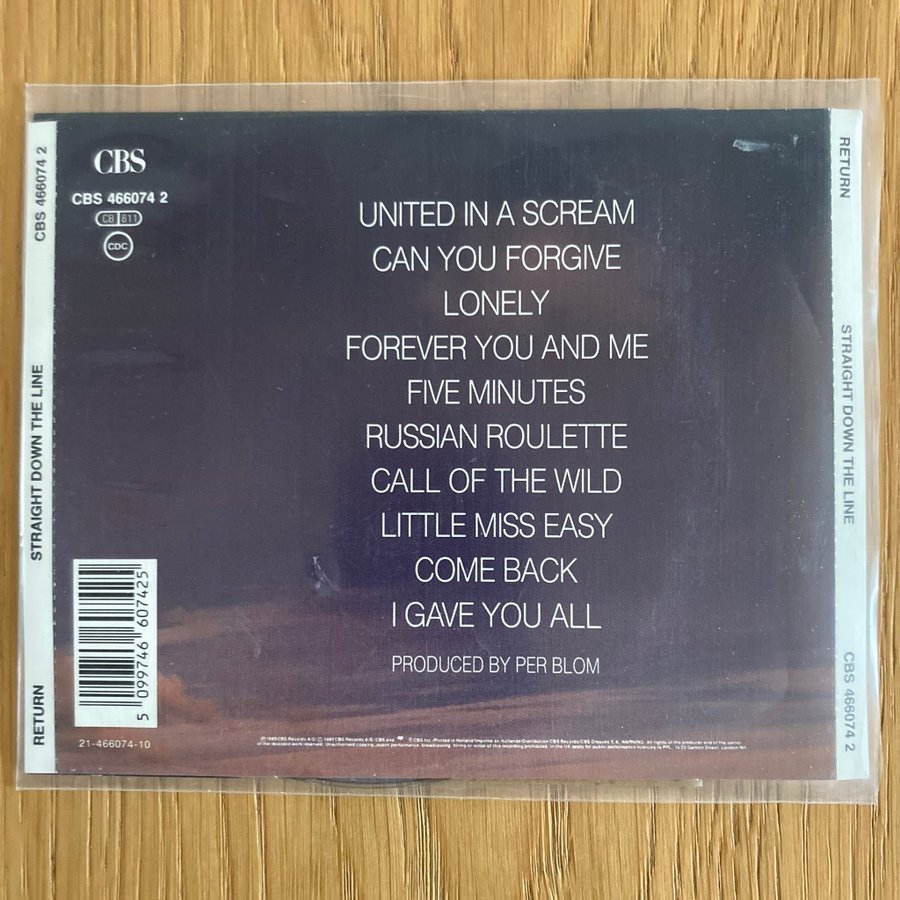 CBS 466074 2
STRAIGHT DOWN THE LINE
RETURN
CBS
CBS 466074 2
CB 811
CDC
UNITED IN A SCREAM
CAN YOU FORGIVE
LONELY
FOREVER YOU AND ME
FIVE MINUTES
RUSSIAN ROULETTE
CALL OF THE WILD
LITTLE MISS EASY
COME BACK
I GAVE YOU ALL
PRODUCED BY PER BLOM
5 099746 607425
21-466074-10
RETURN
STRAIGHT DOWN THE LINE
CBS 466074 2